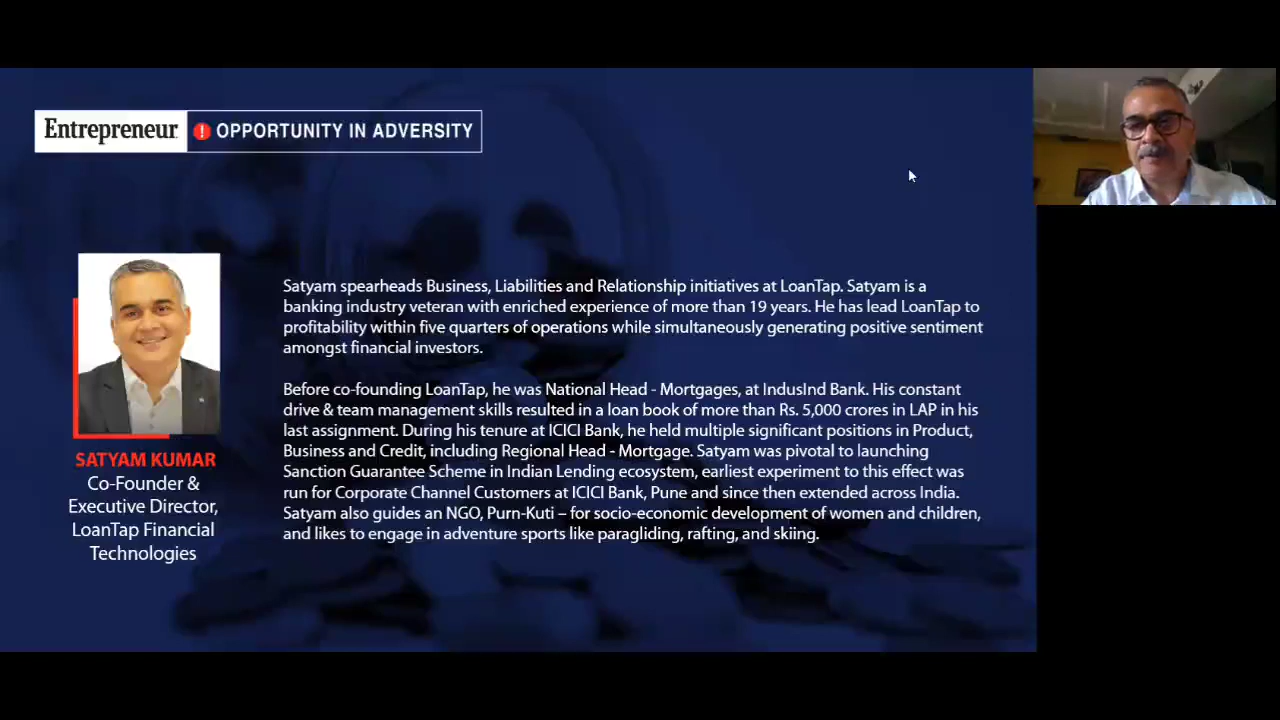 Entrepreneur ! OPPORTUNITY IN ADVERSITY
Satyam spearheads Business, Liabilities and Relationship initiatives at LoanTap. Satyam is a
banking industry veteran with enriched experience of more than 19 years. He has lead LoanTap to
profitability within five quarters of operations while simultaneously generating positive sentiment
amongst financial investors.
Before co-founding LoanTap, he was National Head - Mortgages, at IndusInd Bank. His constant
drive & team management skills resulted in a loan book of more than Rs. 5,000 crores in LAP in his
last assignment. During his tenure at ICICI Bank, he held multiple significant positions in Product,
Business and Credit, including Regional Head - Mortgage. Satyam was pivotal to launching
Sanction Guarantee Scheme in Indian Lending ecosystem, earliest experiment to this effect was
run for Corporate Channel Customers at ICICI Bank, Pune and since then extended across India.
Satyam also guides an NGO, Purn-Kuti – for socio-economic development of women and children,
and likes to engage in adventure sports like paragliding, rafting, and skiing.
SATYAM KUMAR
Co-Founder &
Executive Director,
LoanTap Financial
Technologies